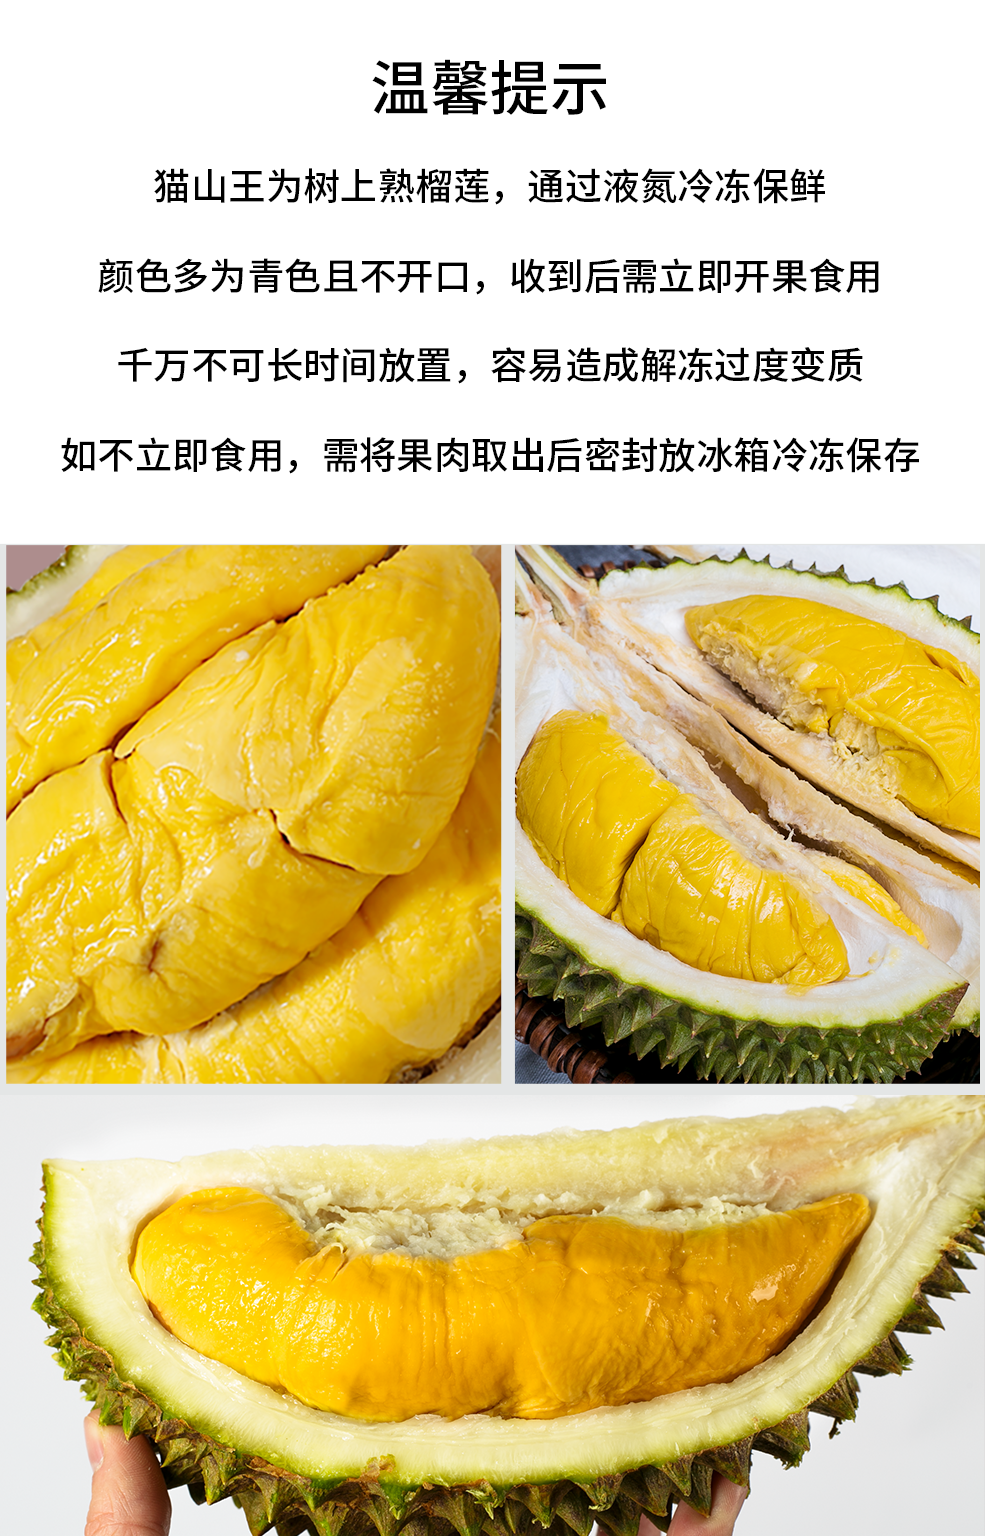 温馨提示
猫山王为树上熟榴莲，通过液氮冷冻保鲜
颜色多为青色且不开口，收到后需立即开果食用
千万不可长时间放置，容易造成解冻过度变质
如不立即食用，需将果肉取出后密封放冰箱冷冻保存